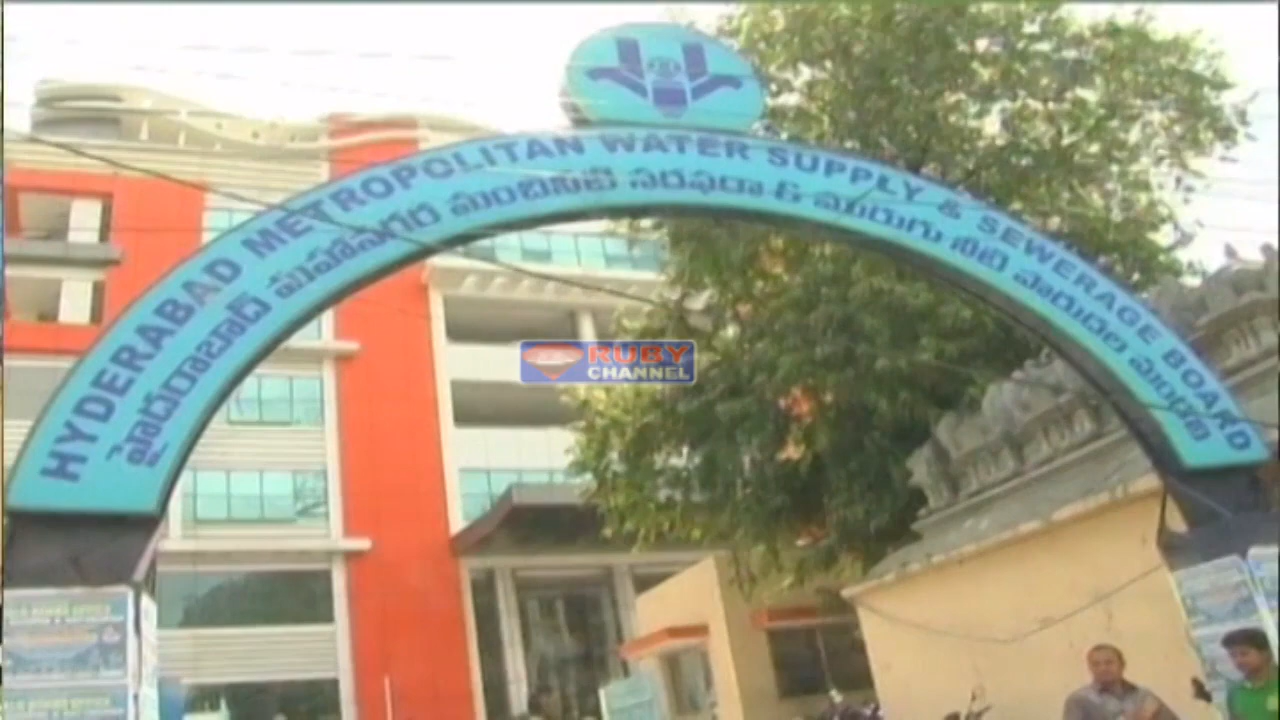 HYDERABAD METROPOLITAN WATER SUPPLY & SEWERAGE BOARD
హైదరాబాద్ మహానగర మంచినీటి సరఫరా & మురుగు నీటి పారుదల మండలి
RUBY
CHANNEL